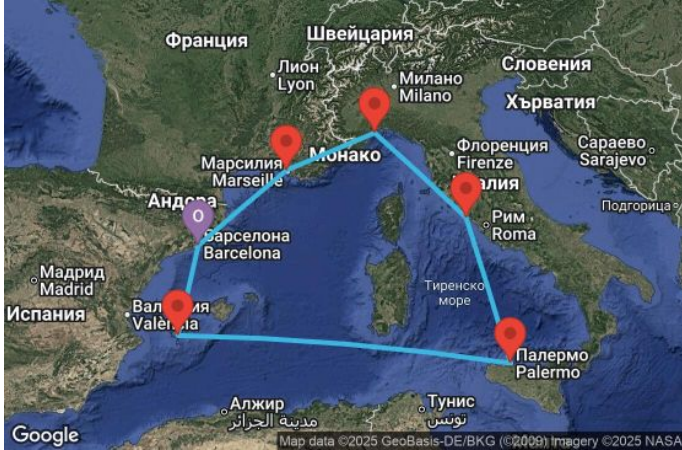 Франция
Швейцария
Лион
Lyon
Милано
Milano
Словения
Хърватия
Марсилия
Marseille
Монако
Флоренция
Firenze
Сараево
Sarajevo
Италия
Андора
0
Подгорица
Барселона
Barcelona
Рим
Roma
Мадрид
Madrid
Испания
València
Тиренско
море
Палермо
Palermo
Алжир
مدينة الجزائر
Тунис
تونس
Google
Map data ©2025 GeoBasis-DE/BKG (©2009) Imagery ©2025 NASA